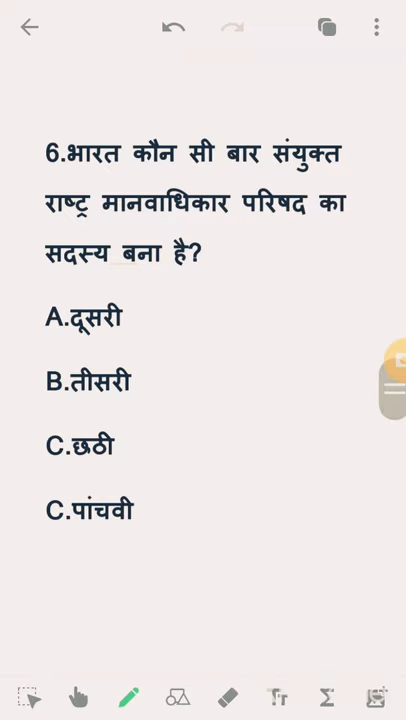 6.भारत कौन सी बार संयुक्त
राष्ट्र मानवाधिकार परिषद का
सदस्य बना है?
A.दूसरी
B.तीसरी
C.छठी
C.पांचवी